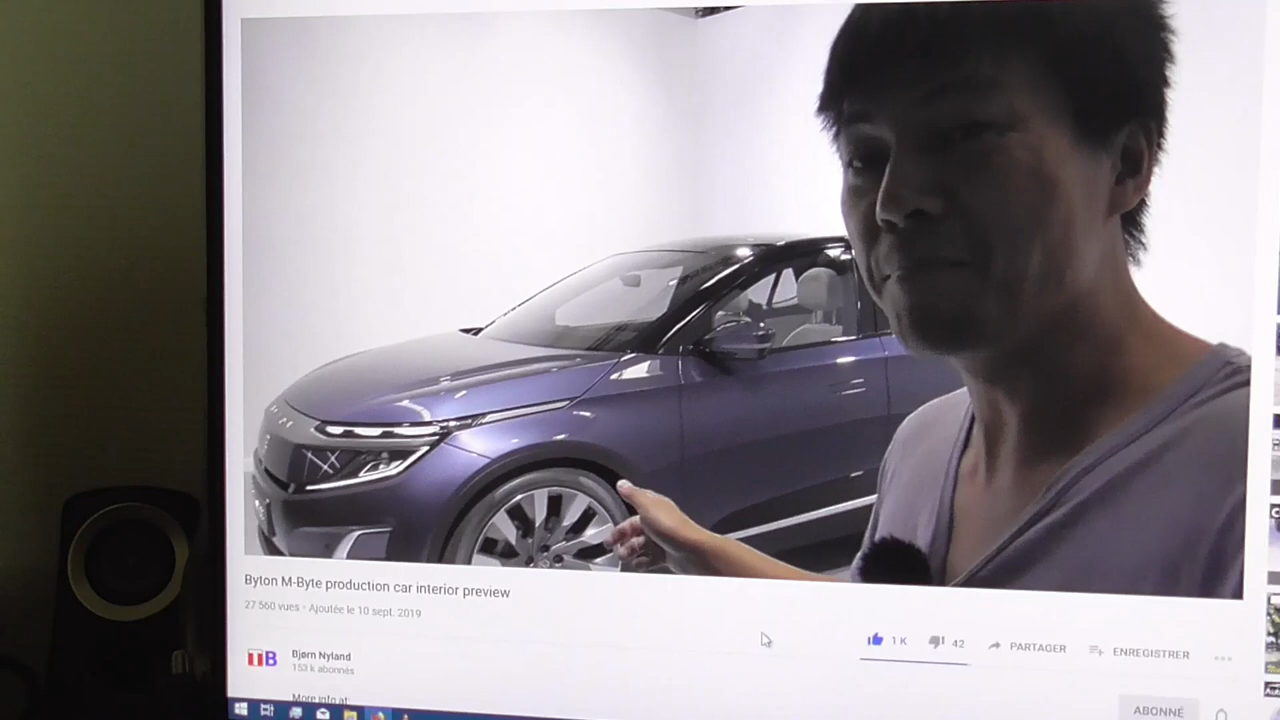 Byton M-Byte production car interior preview
27 560 vues • Ajoutée le 10 sept. 2019
1 K
42
PARTAGER
ENREGISTRER
TB
Bjørn Nyland
153 k abonnés
More info at
ABONNÉ